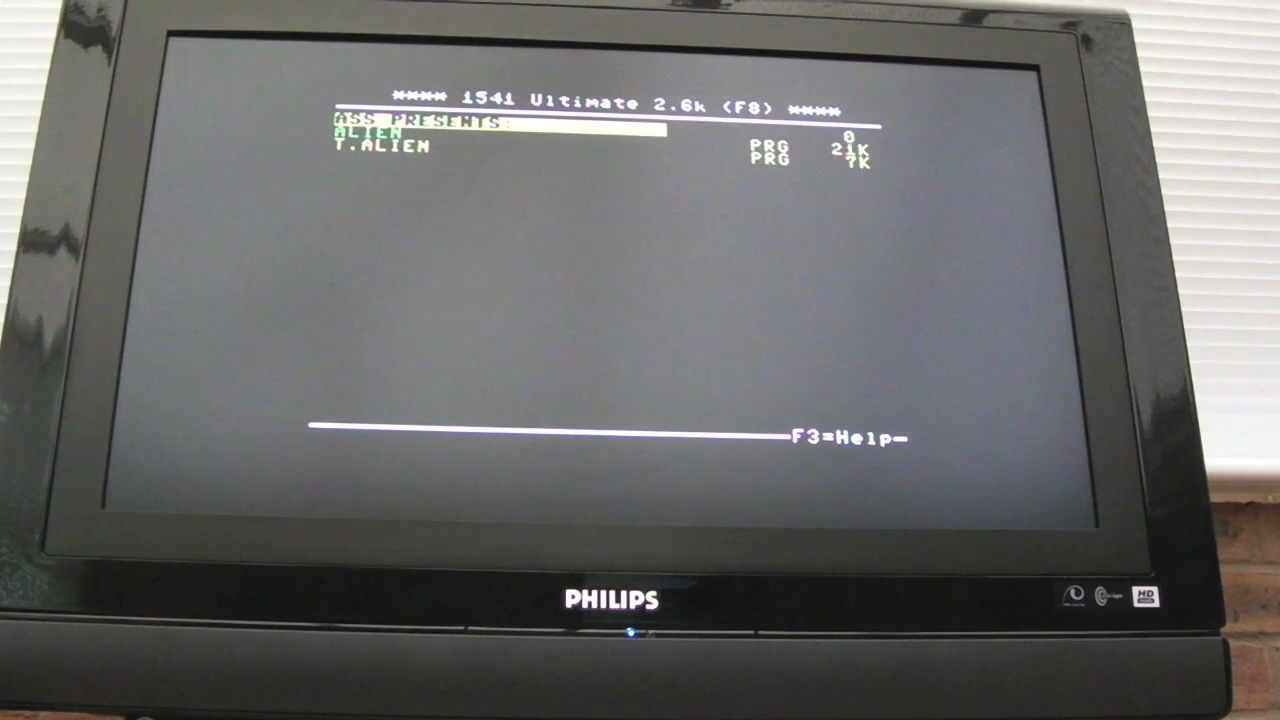 **** 1541 Ultimate 2.6k (F8) ****
ASS PRESENTS: 0
ALIEN PRG 21K
T.ALIEN PRG 7K
F3=Help
PHILIPS
HD